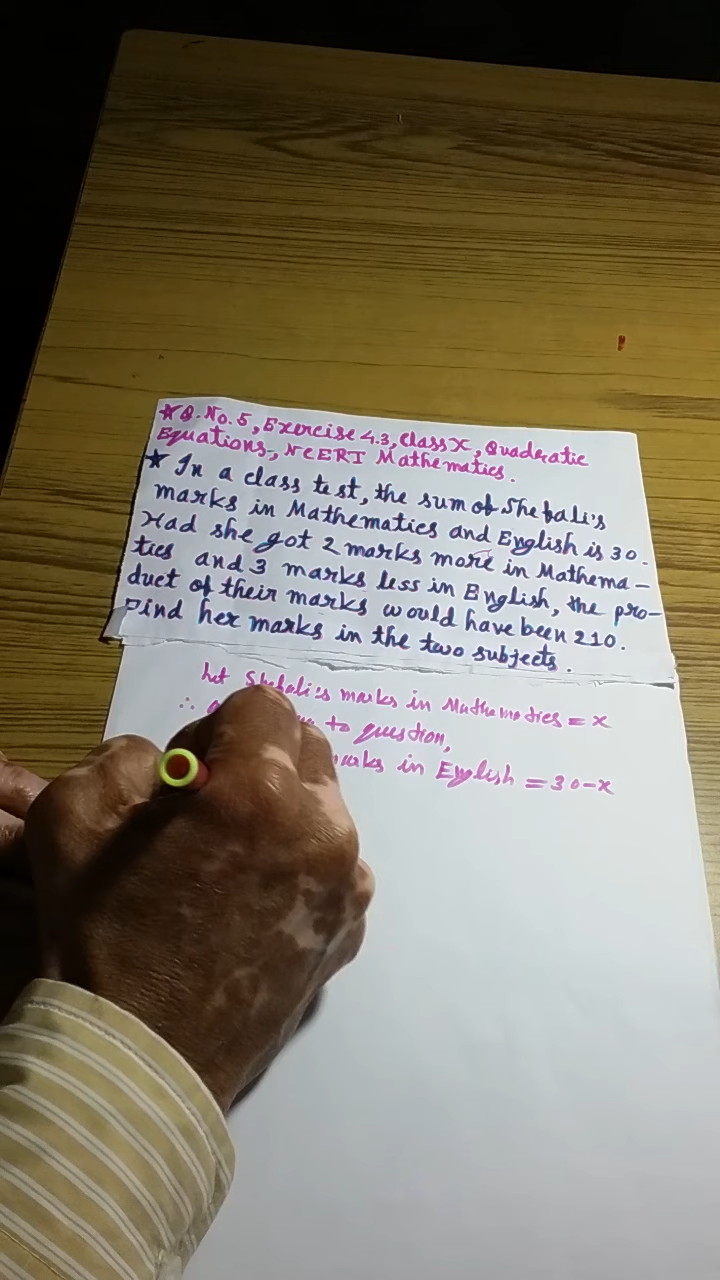 ★ Q. No. 5, Exercise 4.3, Class X, Quadratic
Equations, NCERT Mathematics.
★ In a class test, the sum of Shefali's
marks in Mathematics and English is 30.
Had she got 2 marks more in Mathema-
tics and 3 marks less in English, the pro-
duct of their marks would have been 210.
Find her marks in the two subjects.
Let Shefali's marks in Mathematics = x
∴ to question,
marks in English = 30-x